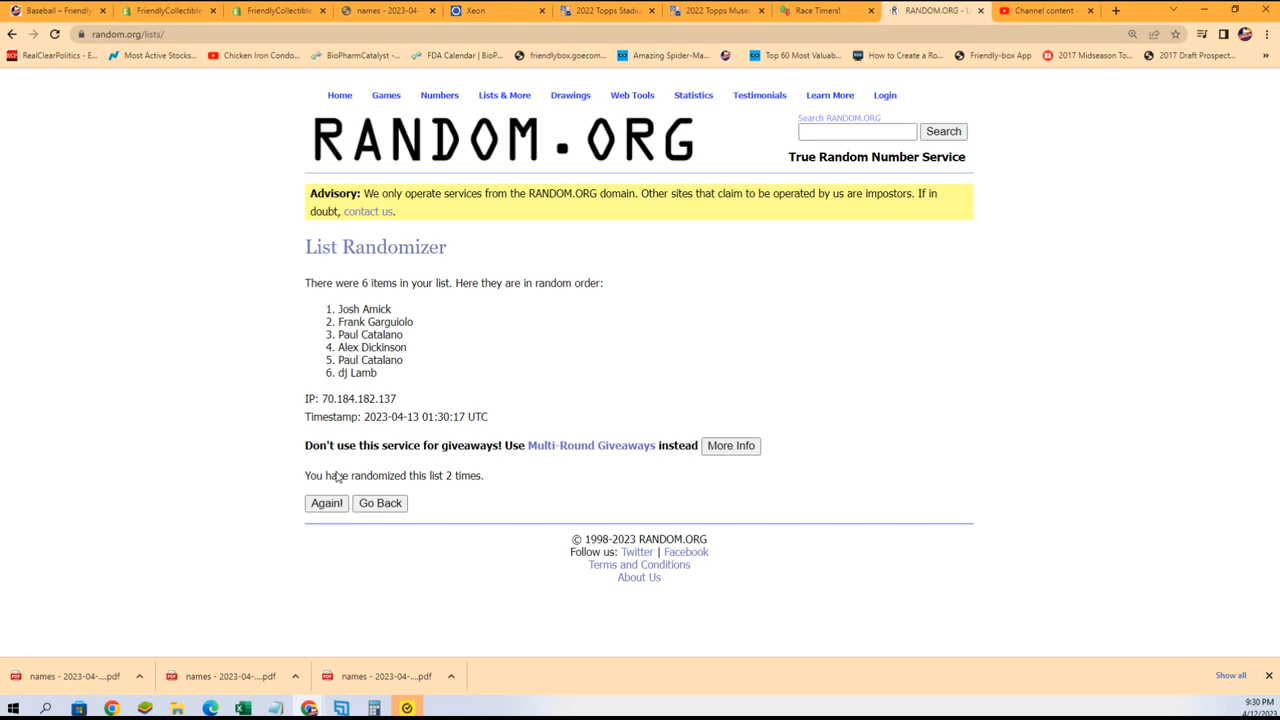 Baseball – Friendly
FriendlyCollectible
FriendlyCollectible
names - 2023-04-
Xeon
2022 Topps Stadiu
2022 Topps Muse
Race Timers!
RANDOM.ORG - L
Channel content -
random.org/lists/
RealClearPolitics - E...
Most Active Stocks...
Chicken Iron Condo...
BioPharmCatalyst -...
FDA Calendar | BioP...
friendlybox.goecom...
Amazing Spider-Ma...
Top 60 Most Valuab...
How to Create a Ro...
Friendly-box App
2017 Midseason To...
2017 Draft Prospect...
»
Home Games Numbers Lists & More Drawings Web Tools Statistics Testimonials Learn More Login
Search RANDOM.ORG
RANDOM.ORG
Search
True Random Number Service
Advisory: We only operate services from the RANDOM.ORG domain. Other sites that claim to be operated by us are impostors. If in
doubt, contact us.
List Randomizer
There were 6 items in your list. Here they are in random order:
1. Josh Amick
2. Frank Garguiolo
3. Paul Catalano
4. Alex Dickinson
5. Paul Catalano
6. dj Lamb
IP: 70.184.182.137
Timestamp: 2023-04-13 01:30:17 UTC
Don't use this service for giveaways! Use Multi-Round Giveaways instead More Info
You have randomized this list 2 times.
Again! Go Back
© 1998-2023 RANDOM.ORG
Follow us: Twitter | Facebook
Terms and Conditions
About Us
names - 2023-04-....pdf
names - 2023-04-....pdf
names - 2023-04-....pdf
Show all
9:30 PM
4/12/2023